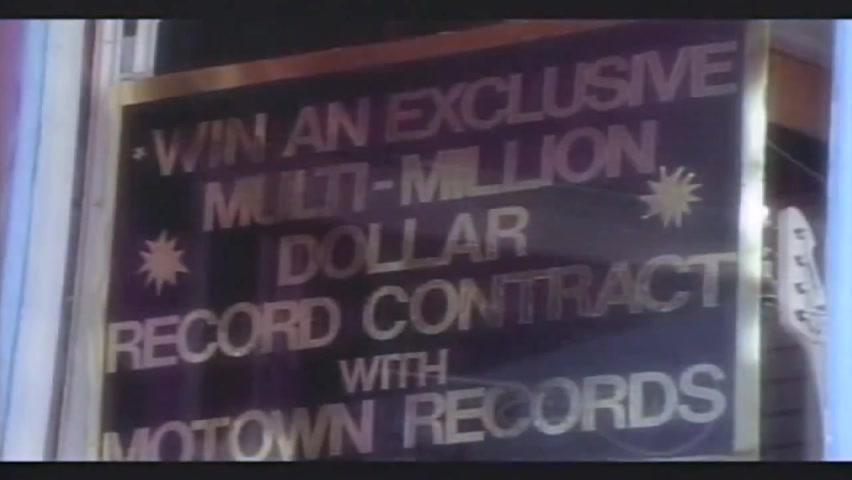 WIN AN EXCLUSIVE
MULTI-MILLION
DOLLAR
RECORD CONTRACT
WITH
MOTOWN RECORDS